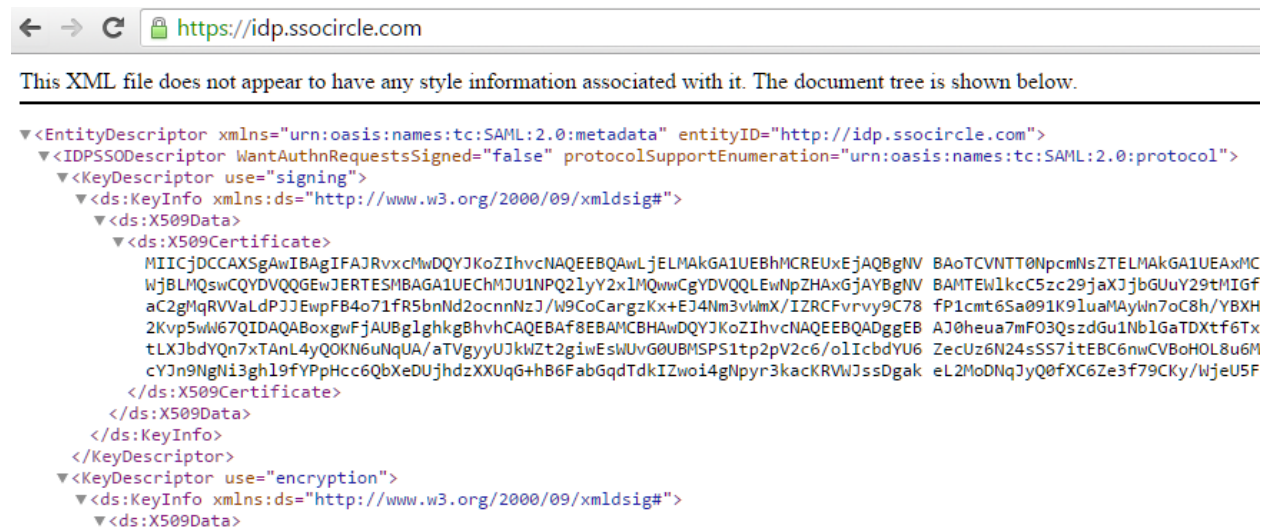 https://idp.ssocircle.com
This XML file does not appear to have any style information associated with it. The document tree is shown below.
▼<EntityDescriptor xmlns="urn:oasis:names:tc:SAML:2.0:metadata" entityID="http://idp.ssocircle.com">
▼<IDPSSODescriptor WantAuthnRequestsSigned="false" protocolSupportEnumeration="urn:oasis:names:tc:SAML:2.0:protocol">
▼<KeyDescriptor use="signing">
▼<ds:KeyInfo xmlns:ds="http://www.w3.org/2000/09/xmldsig#">
▼<ds:X509Data>
▼<ds:X509Certificate>
MIICjDCCAXSgAwIBAgIFAJRvxcMwDQYJKoZIhvcNAQEEBQAwLjELMAkGA1UEBhMCREUxEjAQBgNV BAoTCVNTT0NpcmNsZTELMAkGA1UEAxMC
WjBLMQswCQYDVQQGEwJERTESMBAGA1UEChMJU1NPQ2lyY2xlMQwwCgYDVQQLEwNpZHAxGjAYBgNV BAMTEWlkcC5zc29jaXJjbGUuY29tMIGf
aC2gMqRVVaLdPJJEwpFB4o71fR5bnNd2ocnnNzJ/W9CoCargzKx+EJ4Nm3vWmX/IZRCFvrvy9C78 fP1cmt6Sa091K9luaMAyWn7oC8h/YBXH
2Kvp5wW67QIDAQABoxgwFjAUBglghkgBhvhCAQEBAf8EBAMCBHAwDQYJKoZIhvcNAQEEBQADggEB AJ0heua7mFO3QszdGu1NblGaTDXtf6Tx
tLXJbdYQn7xTAnL4yQOKN6uNqUA/aTVgyyUJkWZt2giwEsWUvG0UBMSPS1tp2pV2c6/olIcbdYU6 ZecUz6N24sSS7itEBC6nwCVBoHOL8u6M
cYJn9NgNi3ghl9fYPpHcc6QbXeDUjhdzXXUqG+hB6FabGqdTdkIZwoi4gNpyr3kacKRVWJssDgak eL2MoDNqJyQ0fXC6Ze3f79CKy/WjeU5F
</ds:X509Certificate>
</ds:X509Data>
</ds:KeyInfo>
</KeyDescriptor>
▼<KeyDescriptor use="encryption">
▼<ds:KeyInfo xmlns:ds="http://www.w3.org/2000/09/xmldsig#">
▼<ds:X509Data>